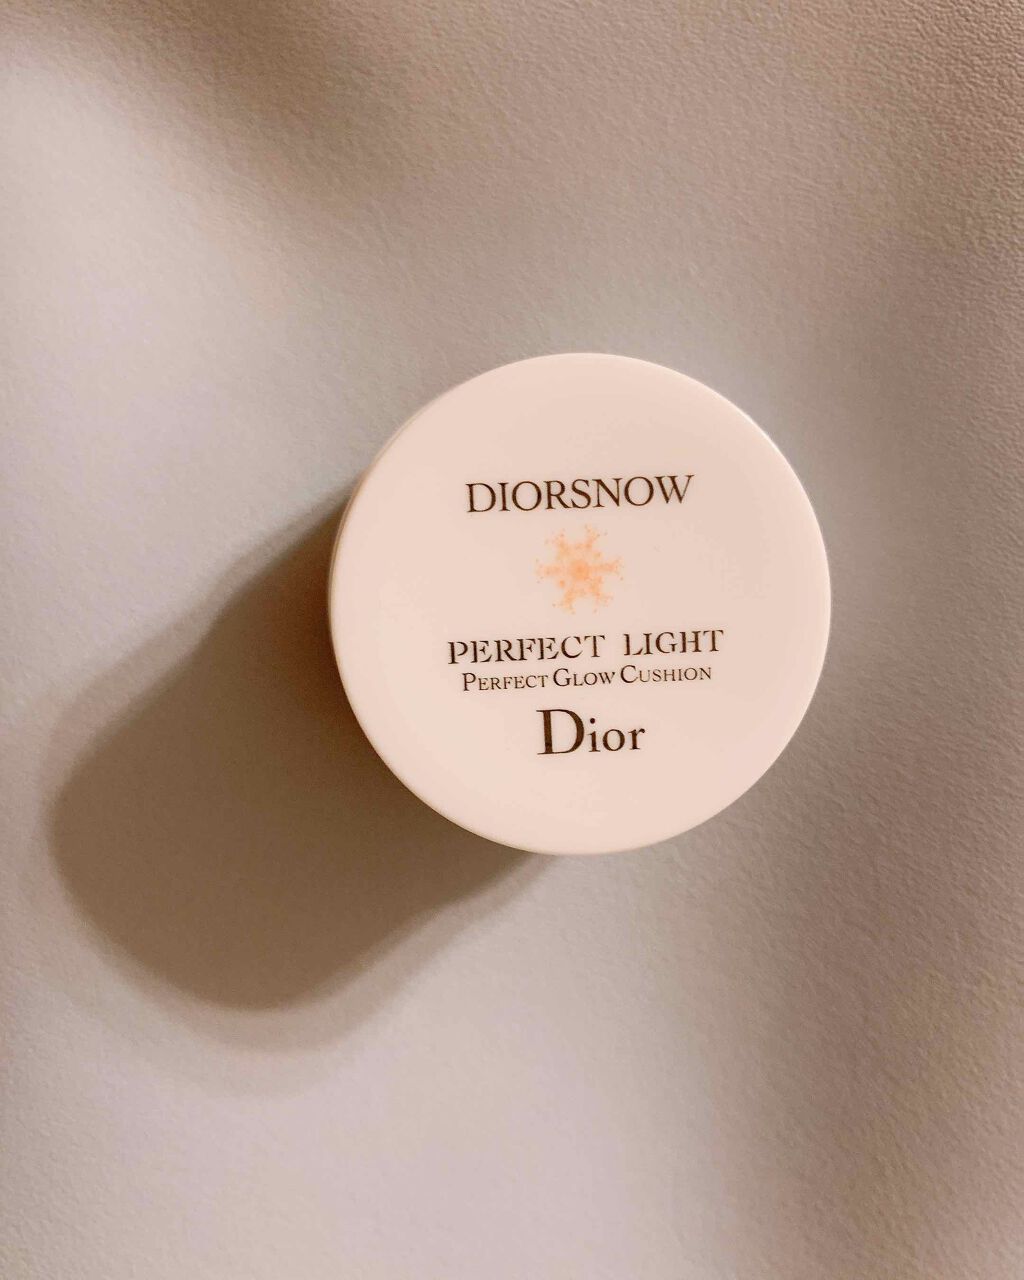 DIORSNOW
PERFECT LIGHT
PERFECT GLOW CUSHION
Dior